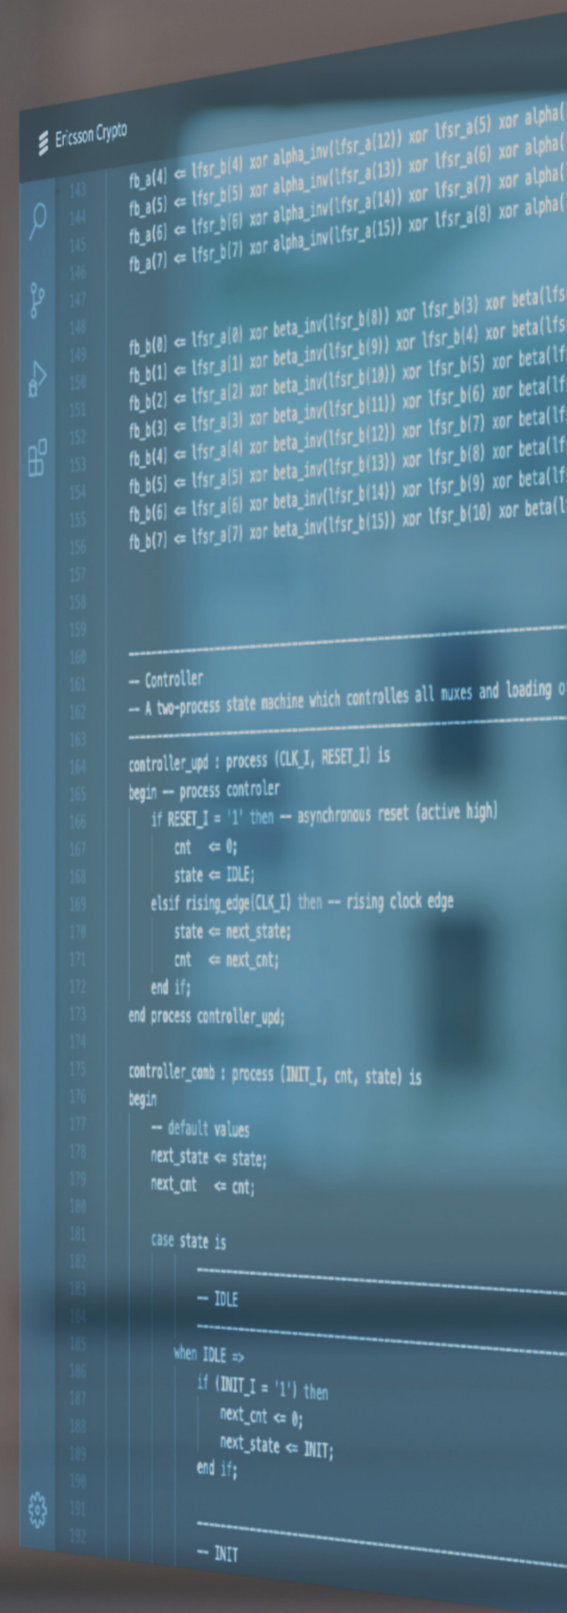 Ericsson Crypto
143 fb_a(4) <= lfsr_b(4) xor alpha_inv(lfsr_a(12)) xor lfsr_a(5) xor alpha(
144 fb_a(5) <= lfsr_b(5) xor alpha_inv(lfsr_a(13)) xor lfsr_a(6) xor alpha(
145 fb_a(6) <= lfsr_b(6) xor alpha_inv(lfsr_a(14)) xor lfsr_a(7) xor alpha(
146 fb_a(7) <= lfsr_b(7) xor alpha_inv(lfsr_a(15)) xor lfsr_a(8) xor alpha(
147
148
149 fb_b(0) <= lfsr_a(0) xor beta_inv(lfsr_b(8)) xor lfsr_b(3) xor beta(lfs
150 fb_b(1) <= lfsr_a(1) xor beta_inv(lfsr_b(9)) xor lfsr_b(4) xor beta(lfs
151 fb_b(2) <= lfsr_a(2) xor beta_inv(lfsr_b(10)) xor lfsr_b(5) xor beta(lf
152 fb_b(3) <= lfsr_a(3) xor beta_inv(lfsr_b(11)) xor lfsr_b(6) xor beta(lf
153 fb_b(4) <= lfsr_a(4) xor beta_inv(lfsr_b(12)) xor lfsr_b(7) xor beta(lf
154 fb_b(5) <= lfsr_a(5) xor beta_inv(lfsr_b(13)) xor lfsr_b(8) xor beta(lf
155 fb_b(6) <= lfsr_a(6) xor beta_inv(lfsr_b(14)) xor lfsr_b(9) xor beta(lf
156 fb_b(7) <= lfsr_a(7) xor beta_inv(lfsr_b(15)) xor lfsr_b(10) xor beta(l
157
158
159
160 --------------------------------
161 -- Controller
162 -- A two-process state machine which controlles all muxes and loading o
163 --------------------------------
164 controller_upd : process (CLK_I, RESET_I) is
165 begin -- process controler
166 if RESET_I = '1' then -- asynchronous reset (active high)
167 cnt <= 0;
168 state <= IDLE;
169 elsif rising_edge(CLK_I) then -- rising clock edge
170 state <= next_state;
171 cnt <= next_cnt;
172 end if;
173 end process controller_upd;
174
175 controller_comb : process (INIT_I, cnt, state) is
176 begin
177 -- default values
178 next_state <= state;
179 next_cnt <= cnt;
180
181 case state is
182 --------------------------------
183 -- IDLE
184 --------------------------------
185 when IDLE =>
186 if (INIT_I = '1') then
187 next_cnt <= 0;
188 next_state <= INIT;
189 end if;
190
191 --------------------------------
192 -- INIT